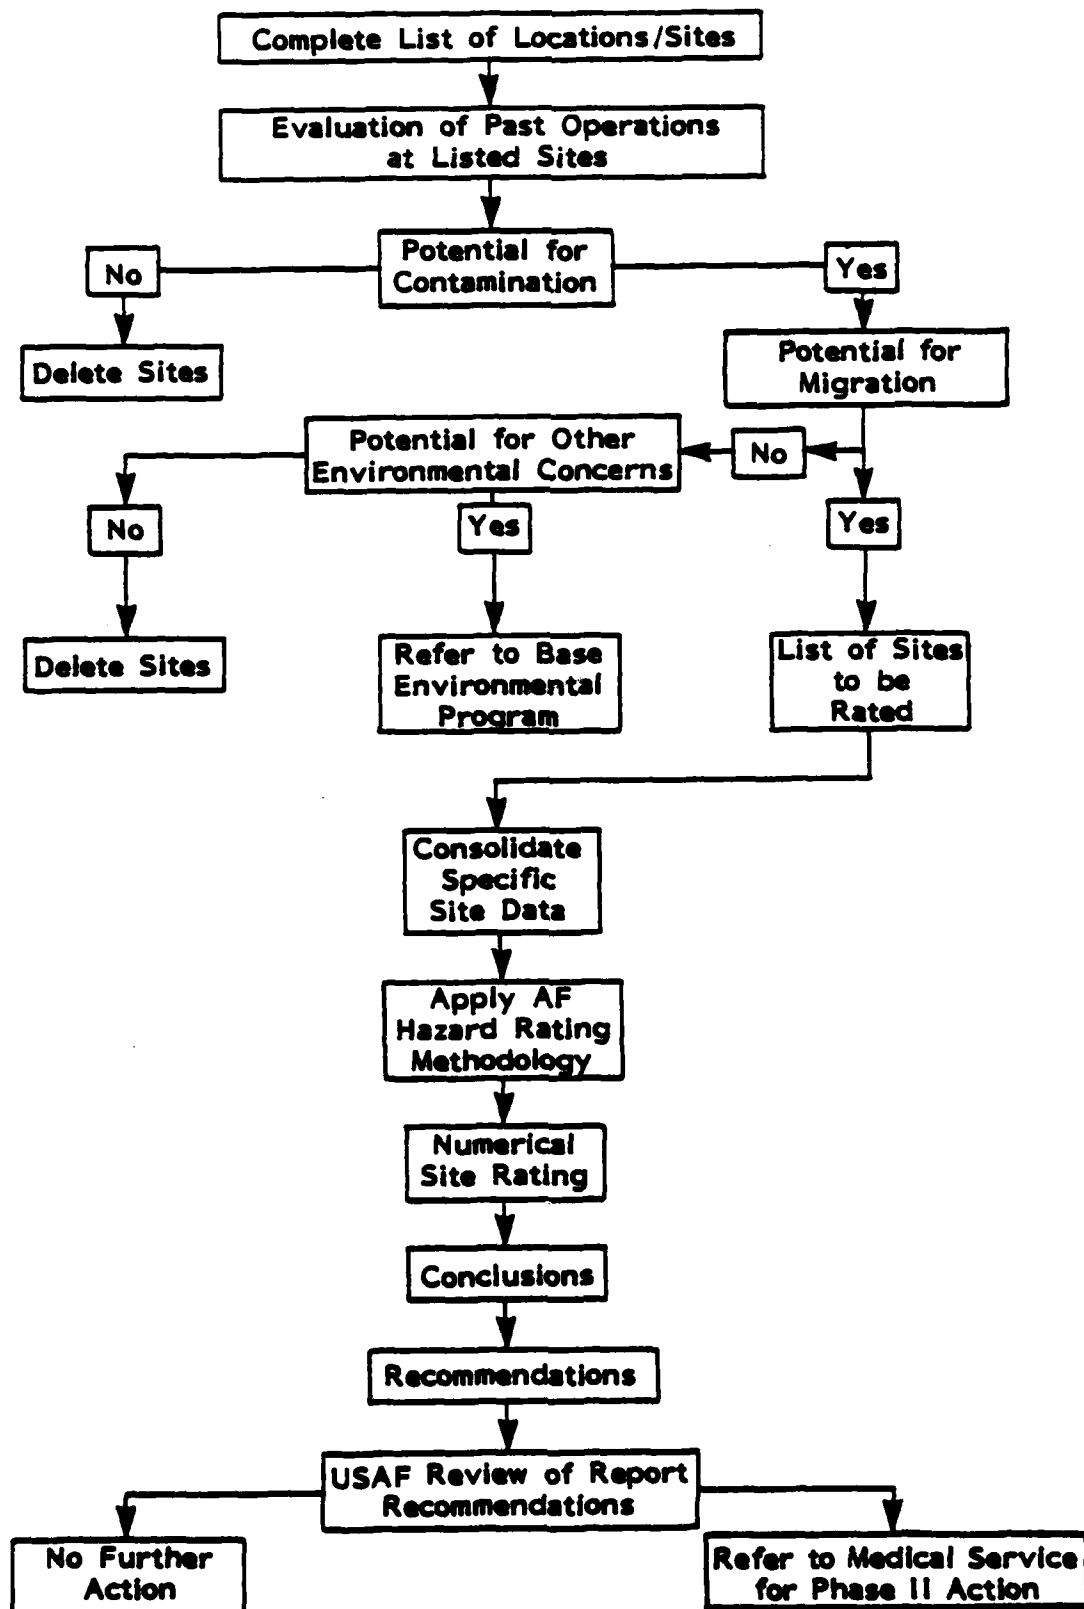 Complete List of Locations/Sites
Evaluation of Past Operations
at Listed Sites
Potential for
Contamination
No
Yes
Delete Sites
Potential for
Migration
Potential for Other
Environmental Concerns
No
No
Yes
Yes
Delete Sites
Refer to Base
Environmental
Program
List of Sites
to be
Rated
Consolidate
Specific
Site Data
Apply AF
Hazard Rating
Methodology
Numerical
Site Rating
Conclusions
Recommendations
USAF Review of Report
Recommendations
No Further
Action
Refer to Medical Service
for Phase II Action